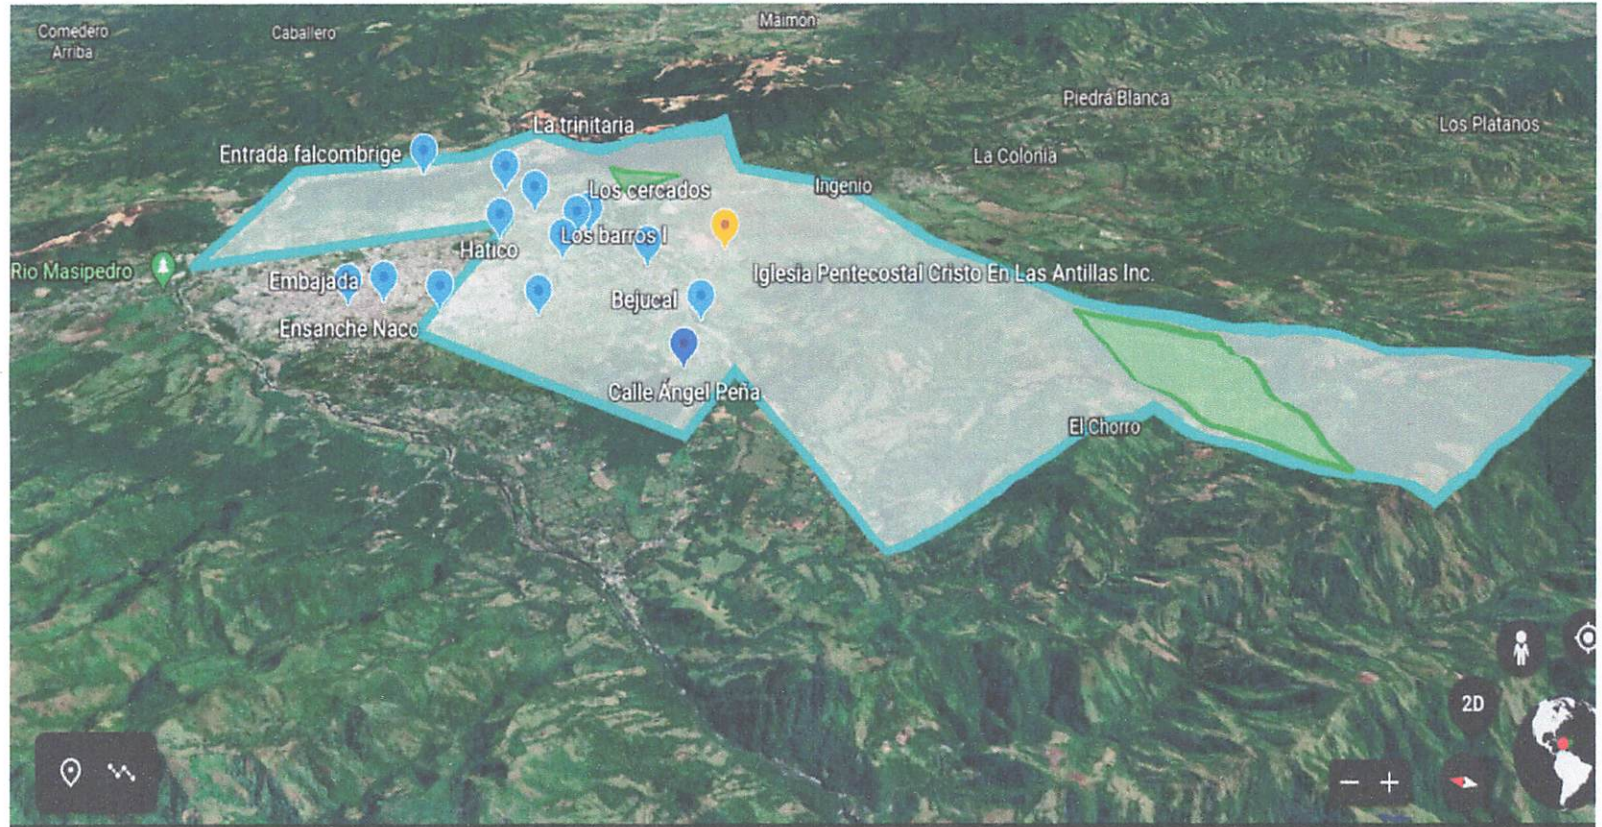 Maimón
Comedero
Arriba
Caballero
Piedra Blanca
Los Platanos
La trinitaria
Entrada falcombrige
La Colonia
Los cercados
Ingenio
Hatico
Los barros I
Rio Masipedro
Embajada
Iglesia Pentecostal Cristo En Las Antillas Inc.
Bejucal
Ensanche Naco
Calle Ángel Peña
El Chorro
2D